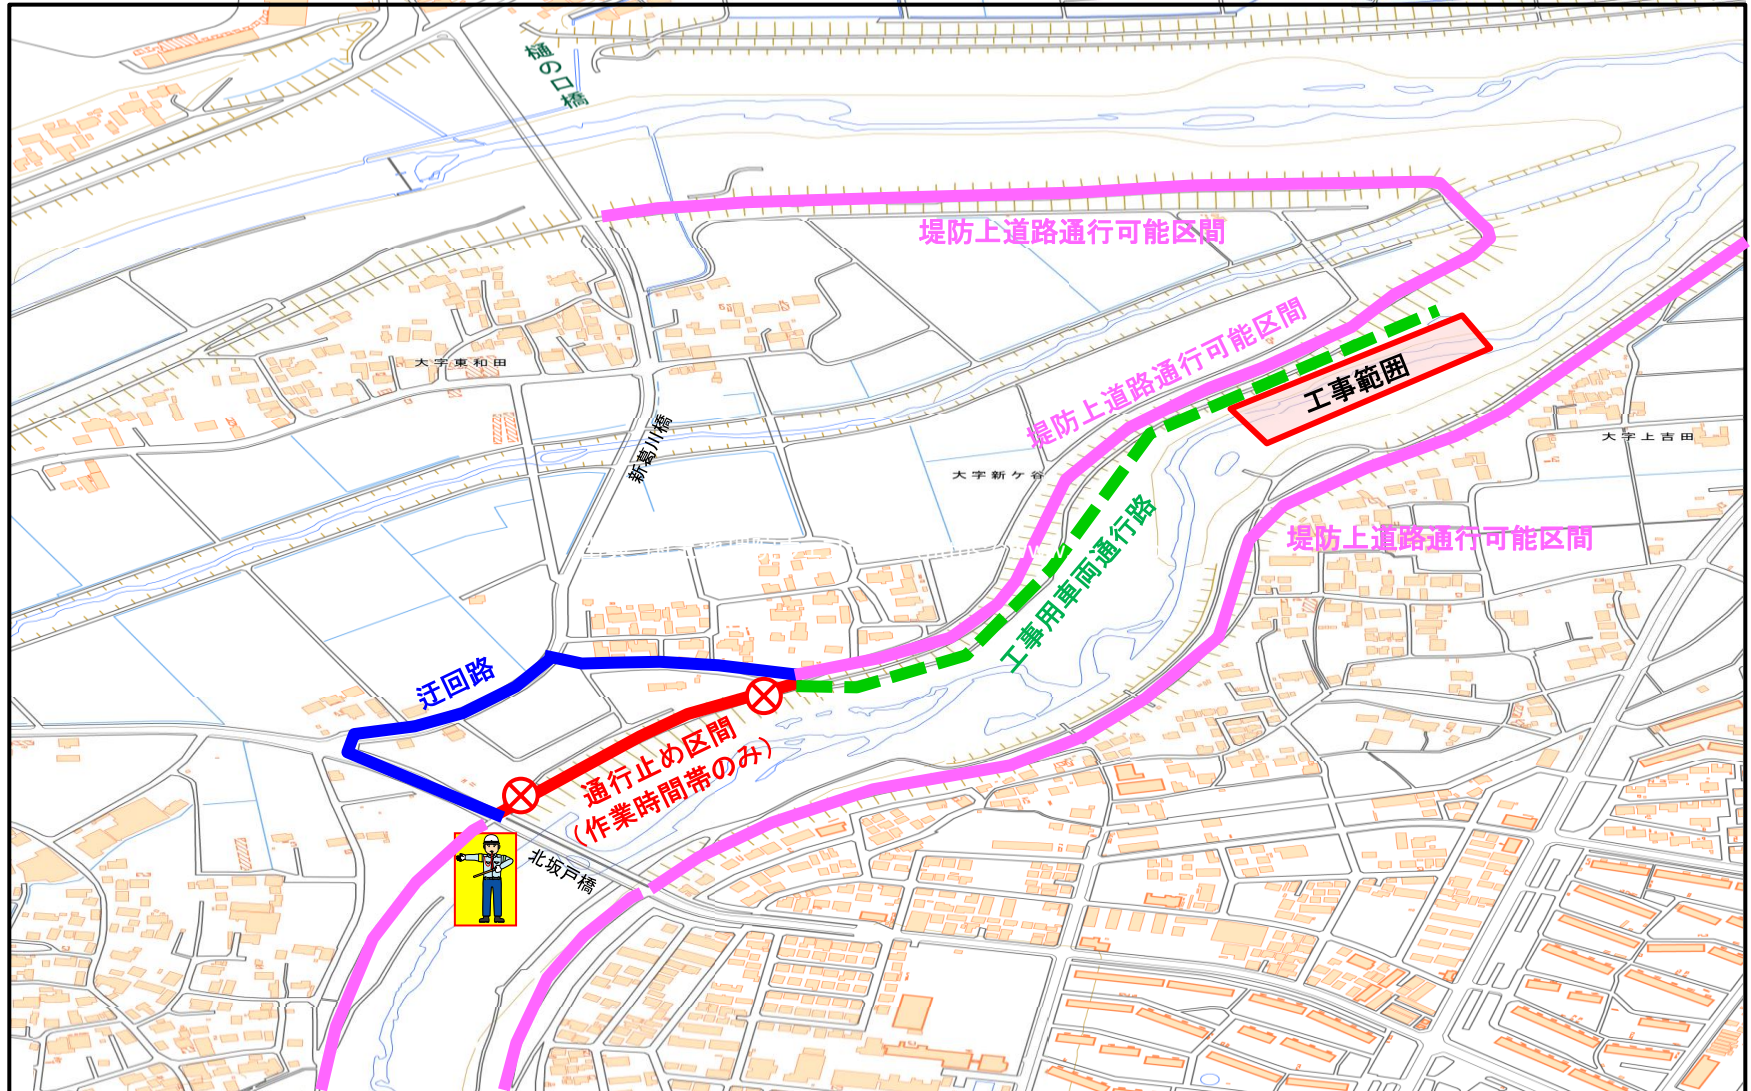 樋の口橋
堤防上道路通行可能区間
堤防上道路通行可能区間
工事範囲
大字東和田
新葛川橋
大字新ケ谷
大字上吉田
堤防上道路通行可能区間
工事用車両通行路
迂回路
通行止め区間
（作業時間帯のみ）
北坂戸橋